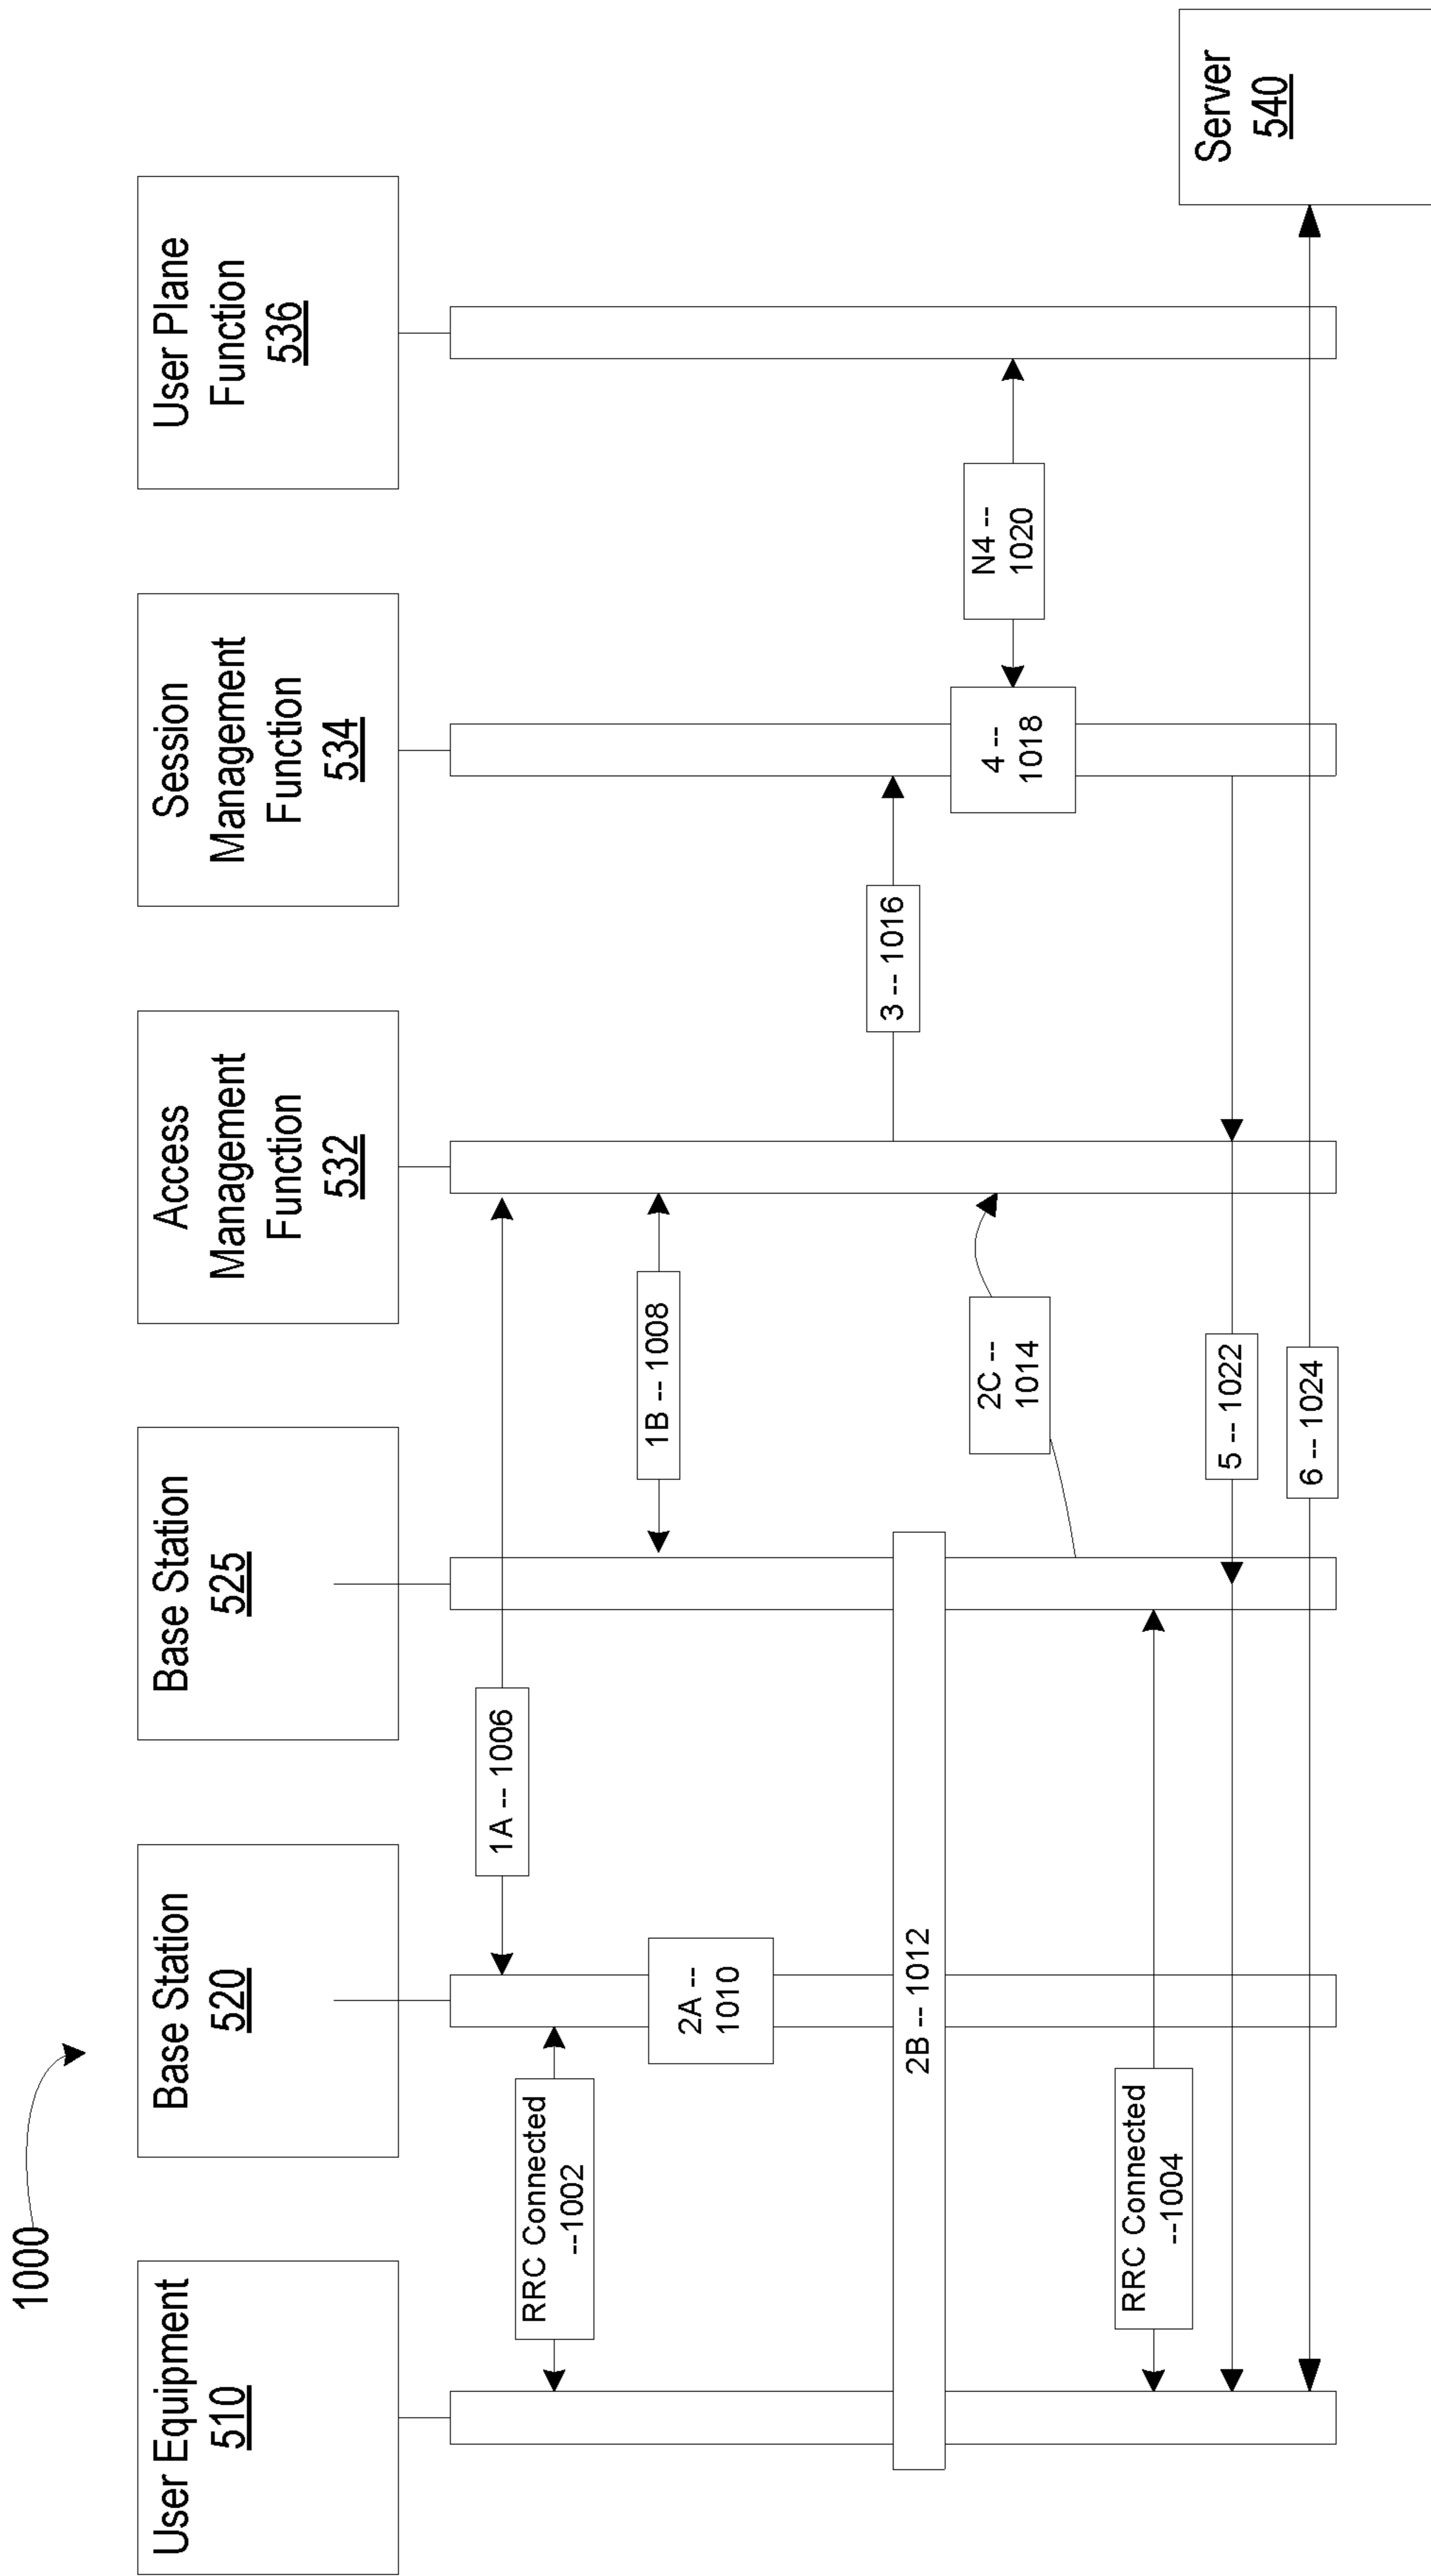 1000
User Equipment
510
Base Station
520
Base Station
525
Access
Management
Function
532
Session
Management
Function
534
User Plane
Function
536
1A -- 1006
RRC Connected
--1002
1B -- 1008
2A --
1010
3 -- 1016
2B -- 1012
4 --
1018
N4 --
1020
2C --
1014
RRC Connected
--1004
5 -- 1022
6 -- 1024
Server
540